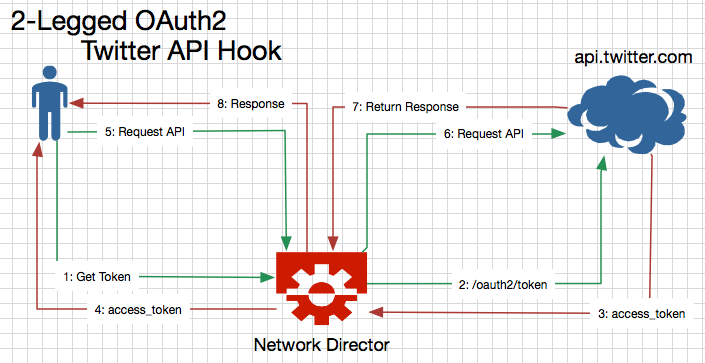 2-Legged OAuth2
Twitter API Hook
api.twitter.com
8: Response
7: Return Response
5: Request API
6: Request API
1: Get Token
2: /oauth2/token
4: access_token
3: access_token
Network Director